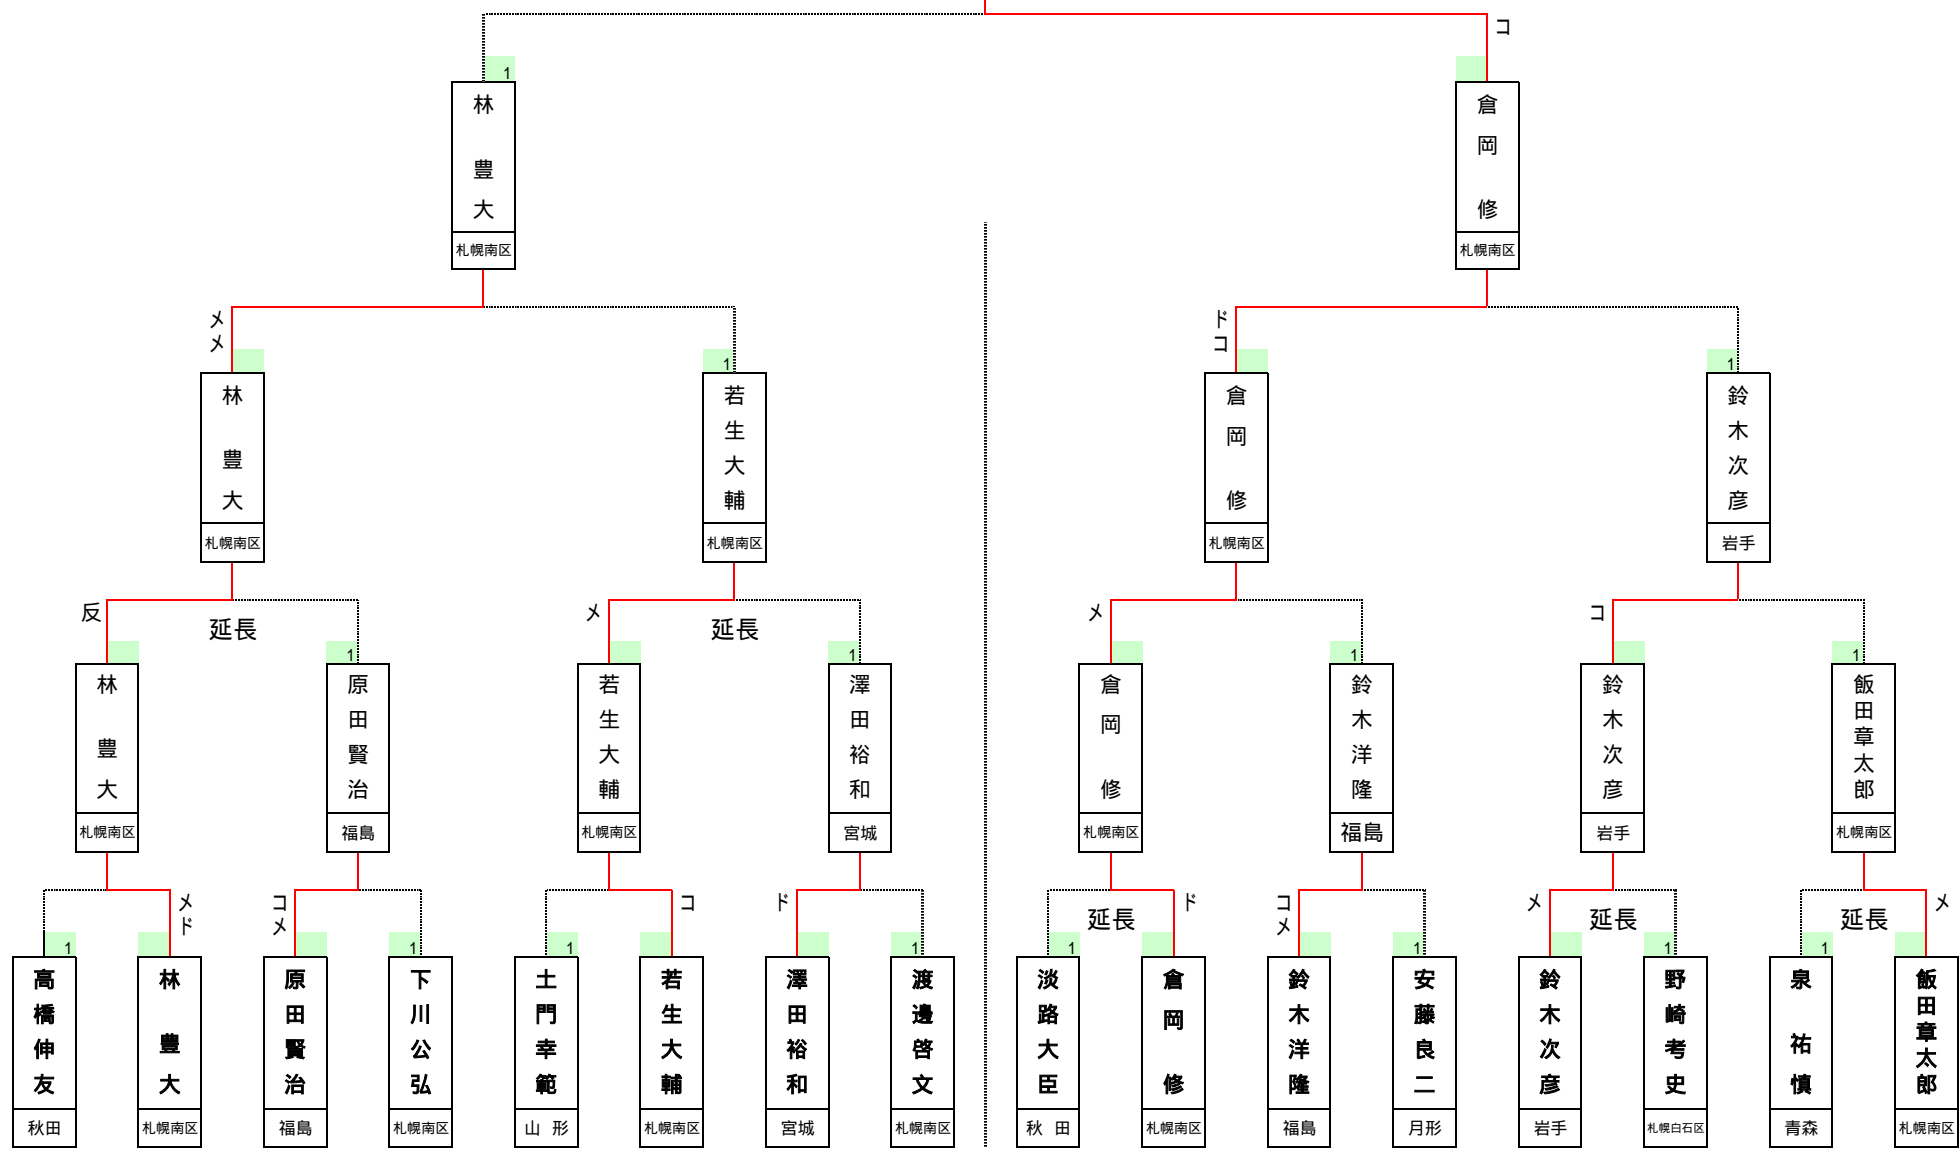 コ
1
林 豊大
札幌南区
倉岡 修
札幌南区
メメ
1
ドコ
1
林 豊大
札幌南区
若生大輔
札幌南区
倉岡 修
札幌南区
鈴木次彦
岩手
反
延長
1
メ
延長
1
メ
1
コ
1
林 豊大
札幌南区
原田賢治
福島
若生大輔
札幌南区
澤田裕和
宮城
倉岡 修
札幌南区
鈴木洋隆
福島
鈴木次彦
岩手
飯田章太郎
札幌南区
1
メド
コメ
1
1
コ
ド
1
延長
1
ド
コメ
1
メ
延長
1
延長
1
メ
高橋伸友
秋田
林 豊大
札幌南区
原田賢治
福島
下川公弘
札幌南区
土門幸範
山 形
若生大輔
札幌南区
澤田裕和
宮城
渡邊啓文
札幌南区
淡路大臣
秋 田
倉岡 修
札幌南区
鈴木洋隆
福島
安藤良二
月形
鈴木次彦
岩手
野崎考史
札幌白石区
泉 祐慎
青森
飯田章太郎
札幌南区